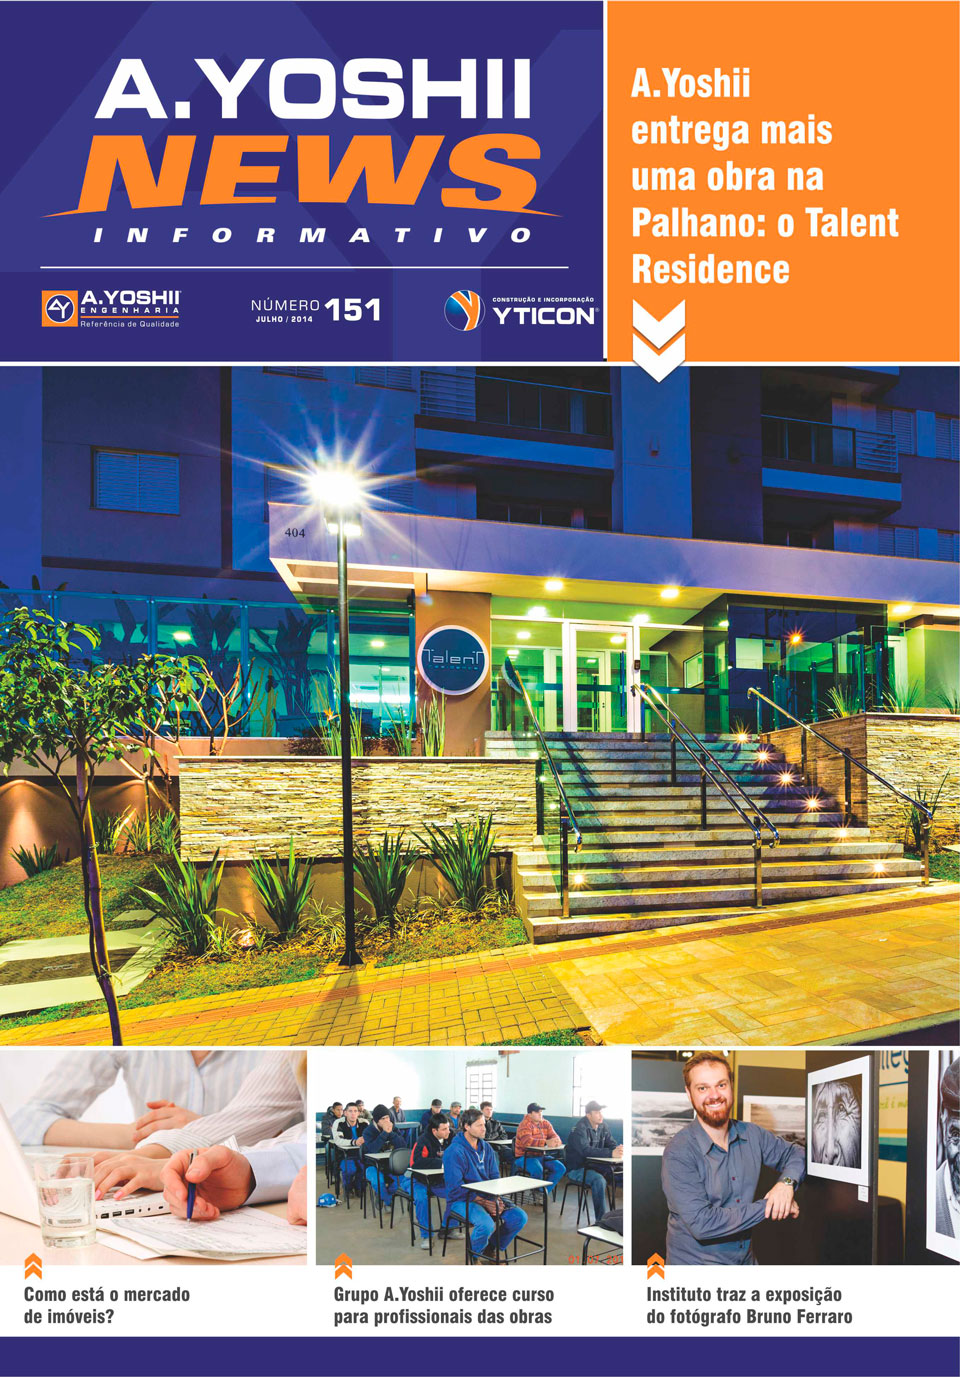 A.YOSHII
NEWS
INFORMATIVO
A.YOSHII
ENGENHARIA
Referência de Qualidade
NÚMERO 151
JULHO / 2014
CONSTRUÇÃO E INCORPORAÇÃO
YTICON
A.Yoshii
entrega mais
uma obra na
Palhano: o Talent
Residence
404
Talent
Como está o mercado
de imóveis?
Grupo A.Yoshii oferece curso
para profissionais das obras
Instituto traz a exposição
do fotógrafo Bruno Ferraro